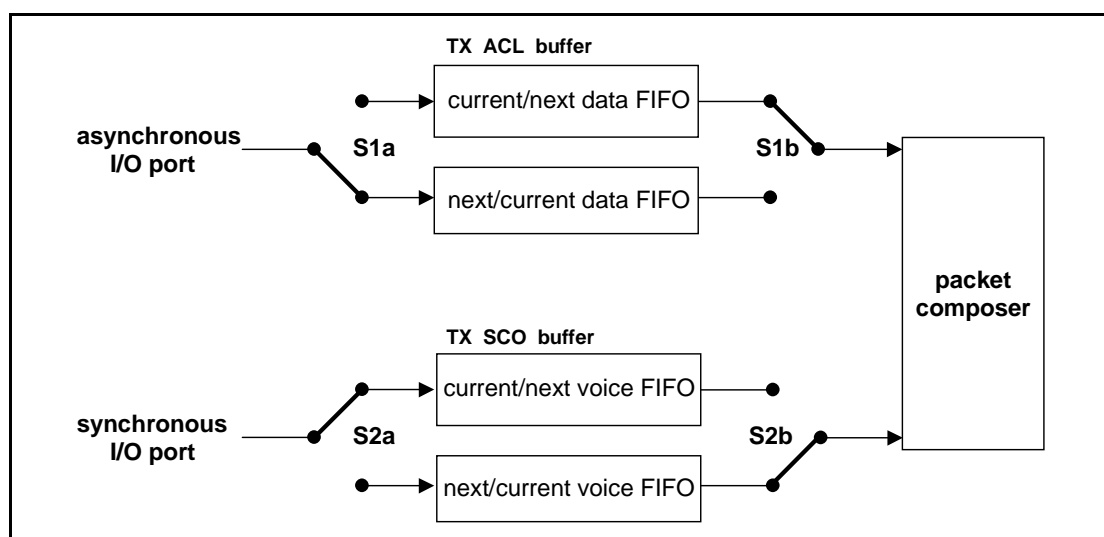 TX ACL buffer
current/next data FIFO
asynchronous
I/O port
S1a
S1b
next/current data FIFO
packet
composer
TX SCO buffer
current/next voice FIFO
synchronous
I/O port
S2a
S2b
next/current voice FIFO